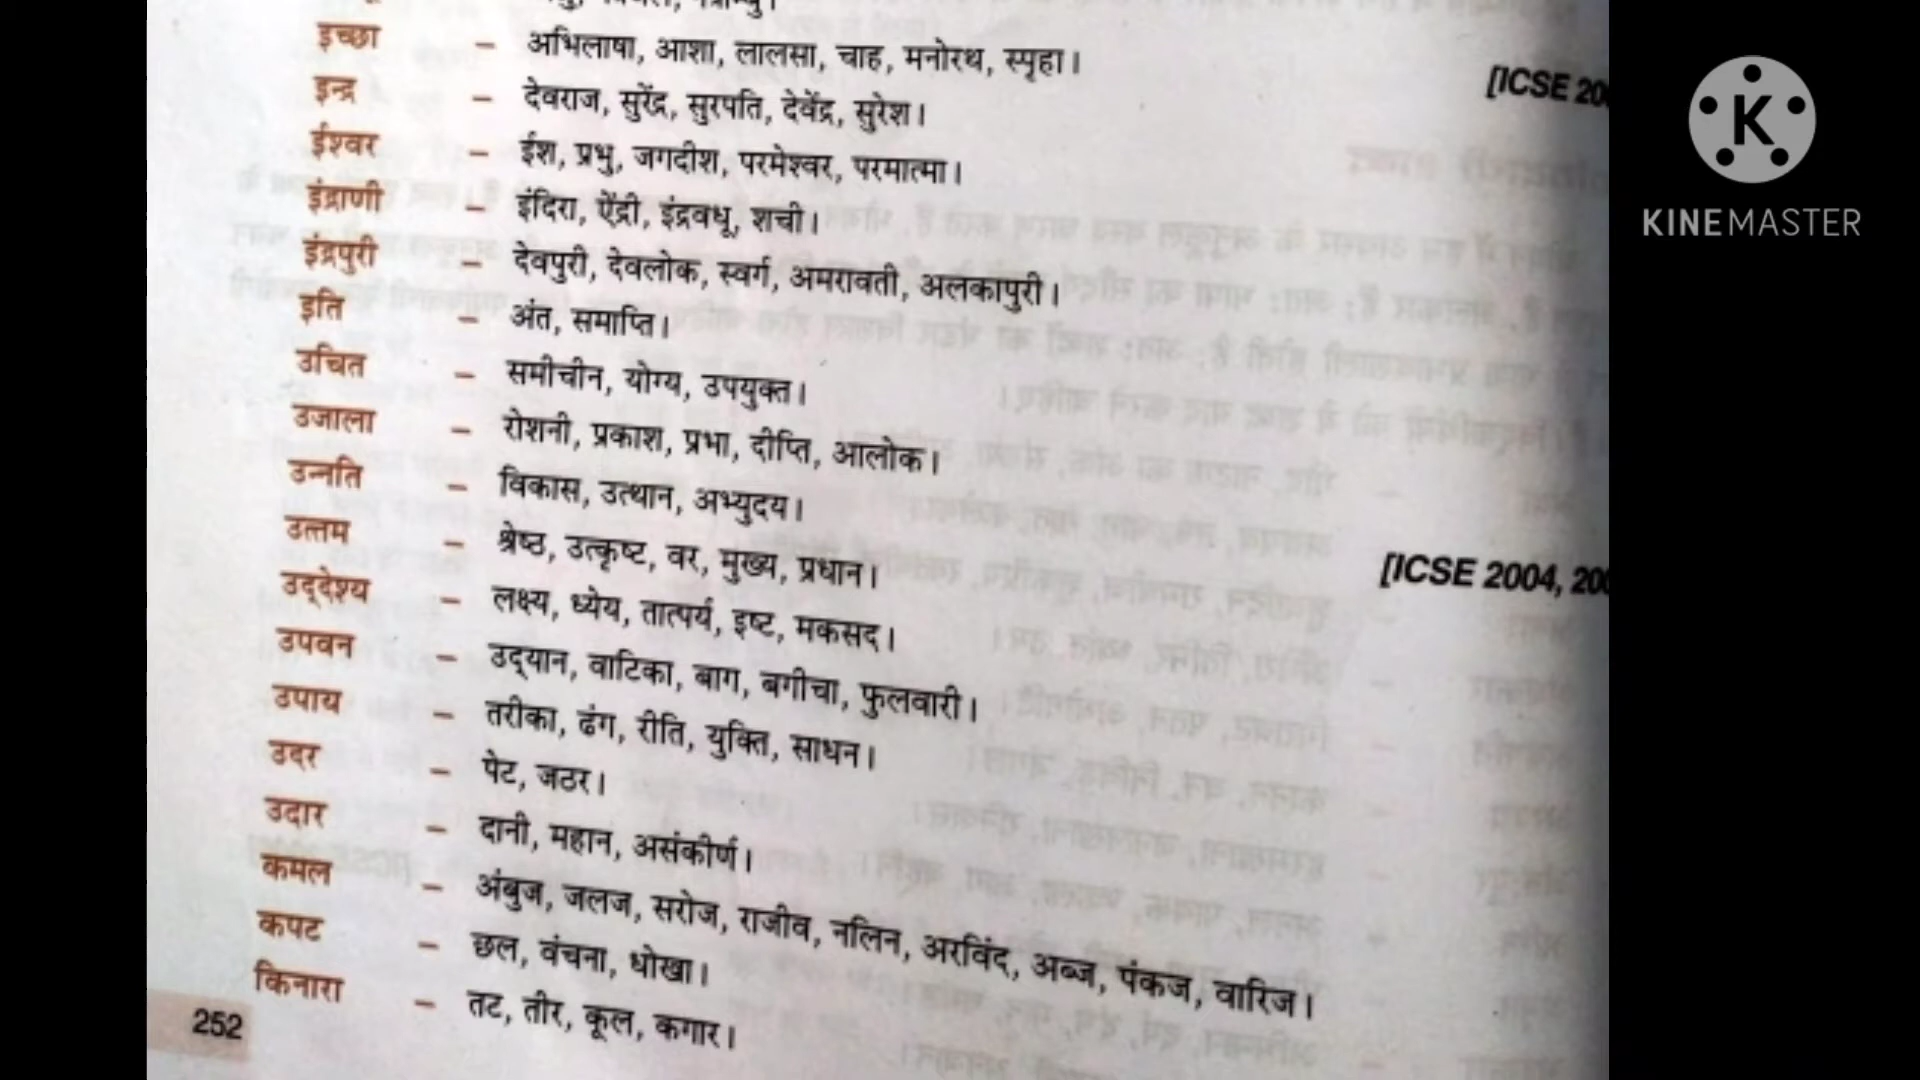 इच्छा – अभिलाषा, आशा, लालसा, चाह, मनोरथ, स्पृहा।
[ICSE
इन्द्र – देवराज, सुरेंद्र, सुरपति, देवेंद्र, सुरेश।
ईश्वर – ईश, प्रभु, जगदीश, परमेश्वर, परमात्मा।
इंद्राणी – इंदिरा, ऐंद्री, इंद्रवधू, शची।
इंद्रपुरी – देवपुरी, देवलोक, स्वर्ग, अमरावती, अलकापुरी।
इति – अंत, समाप्ति।
उचित – समीचीन, योग्य, उपयुक्त।
उजाला – रोशनी, प्रकाश, प्रभा, दीप्ति, आलोक।
उन्नति – विकास, उत्थान, अभ्युदय।
उत्तम – श्रेष्ठ, उत्कृष्ट, वर, मुख्य, प्रधान।
[ICSE 2004,
उद्देश्य – लक्ष्य, ध्येय, तात्पर्य, इष्ट, मकसद।
उपवन – उद्यान, वाटिका, बाग, बगीचा, फुलवारी।
उपाय – तरीका, ढंग, रीति, युक्ति, साधन।
उदर – पेट, जठर।
उदार – दानी, महान, असंकीर्ण।
कमल – अंबुज, जलज, सरोज, राजीव, नलिन, अरविंद, अब्ज, पंकज, वारिज।
कपट – छल, वंचना, धोखा।
किनारा – तट, तीर, कूल, कगार।
252
K
KINEMASTER